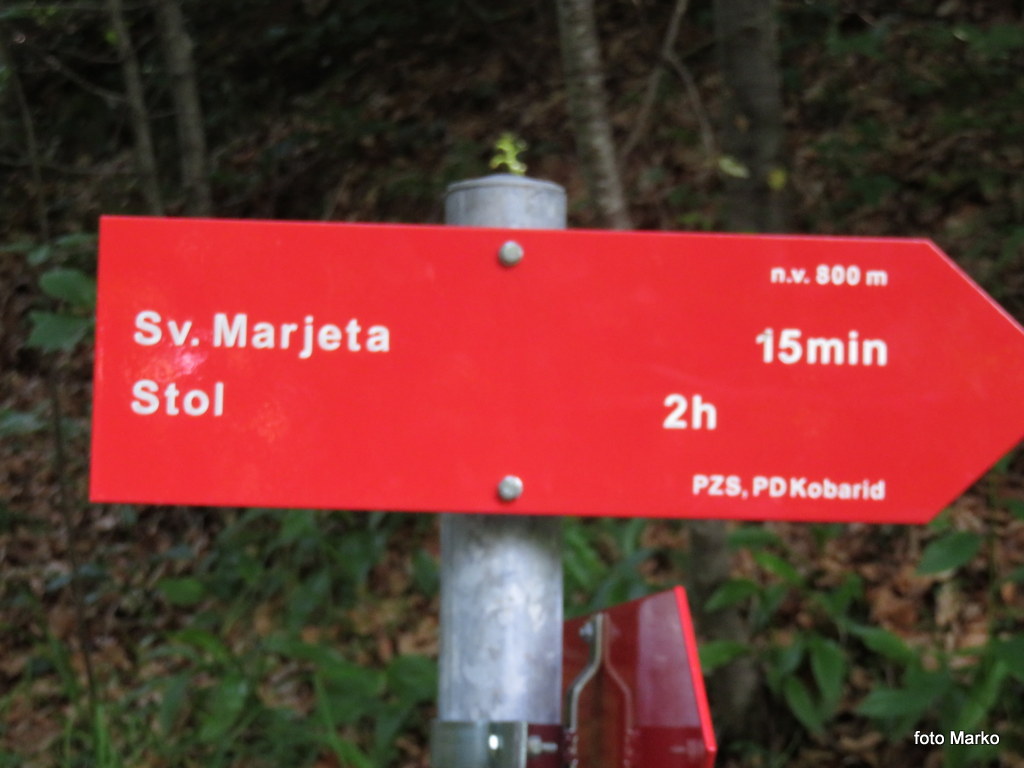 n.v. 800 m
Sv. Marjeta 15min
Stol 2h
PZS, PD Kobarid
foto Marko